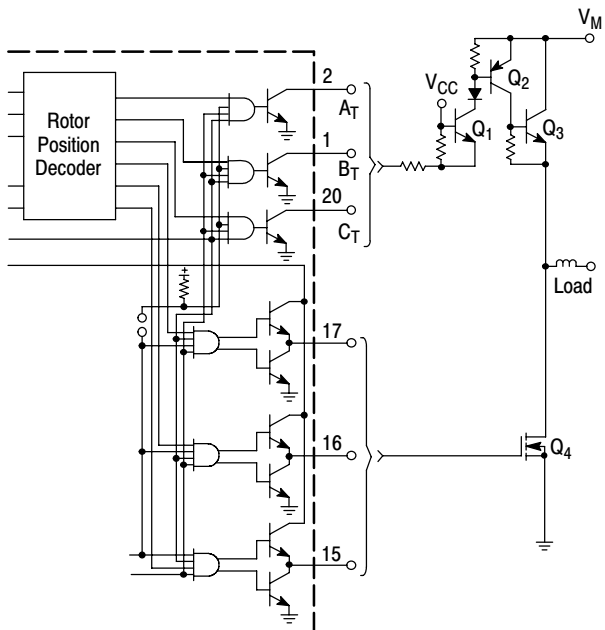 V_M
2
Q_2
V_CC
Rotor
Position
Decoder
A_T
Q_1
Q_3
1
B_T
20
C_T
+
Load
17
16
Q_4
15